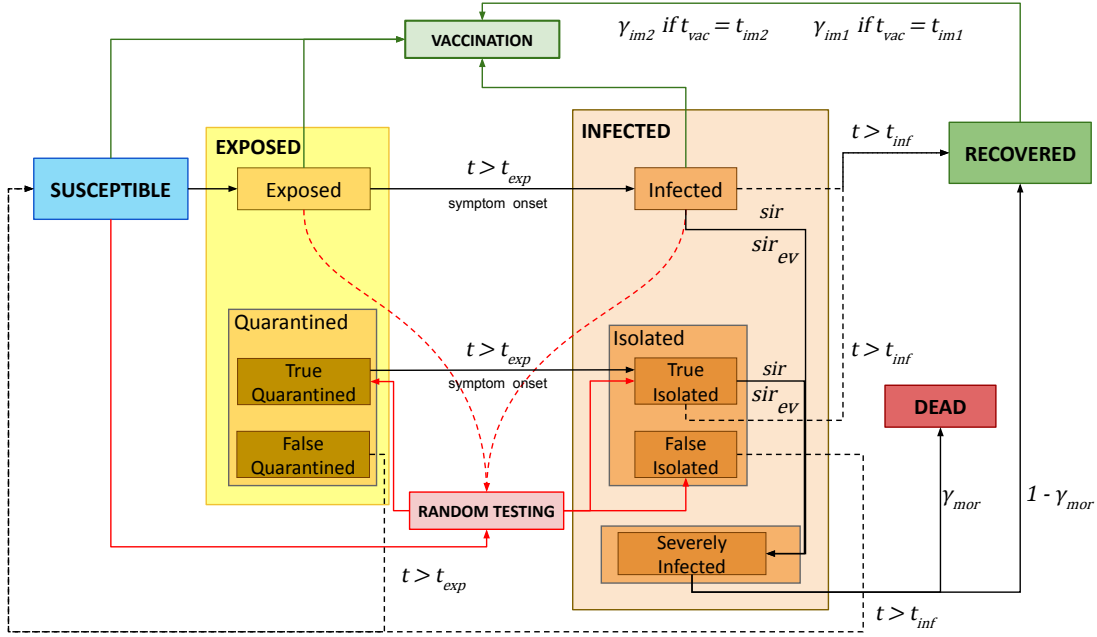 VACCINATION
γim2 if tvac = tim2
γim1 if tvac = tim1
EXPOSED
INFECTED
t > tinf
SUSCEPTIBLE
Exposed
t > texp
symptom onset
Infected
RECOVERED
sir
sirev
Quarantined
Isolated
True
Quarantined
t > texp
symptom onset
True
Isolated
sir
sirev
t > tinf
DEAD
False
Quarantined
False
Isolated
RANDOM TESTING
γmor
1 - γmor
Severely
Infected
t > texp
t > tinf